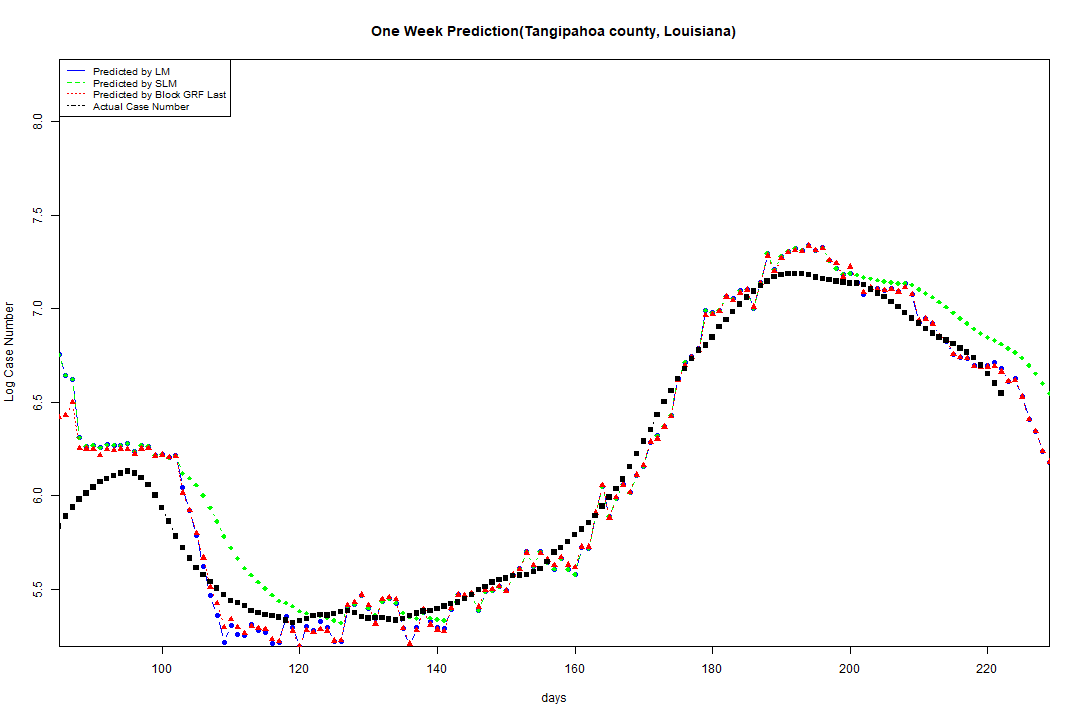 One Week Prediction(Tangipahoa county, Louisiana)
Predicted by LM
Predicted by SLM
Predicted by Block GRF Last
Actual Case Number
Log Case Number
8.0
7.5
7.0
6.5
6.0
5.5
100 120 140 160 180 200 220
days